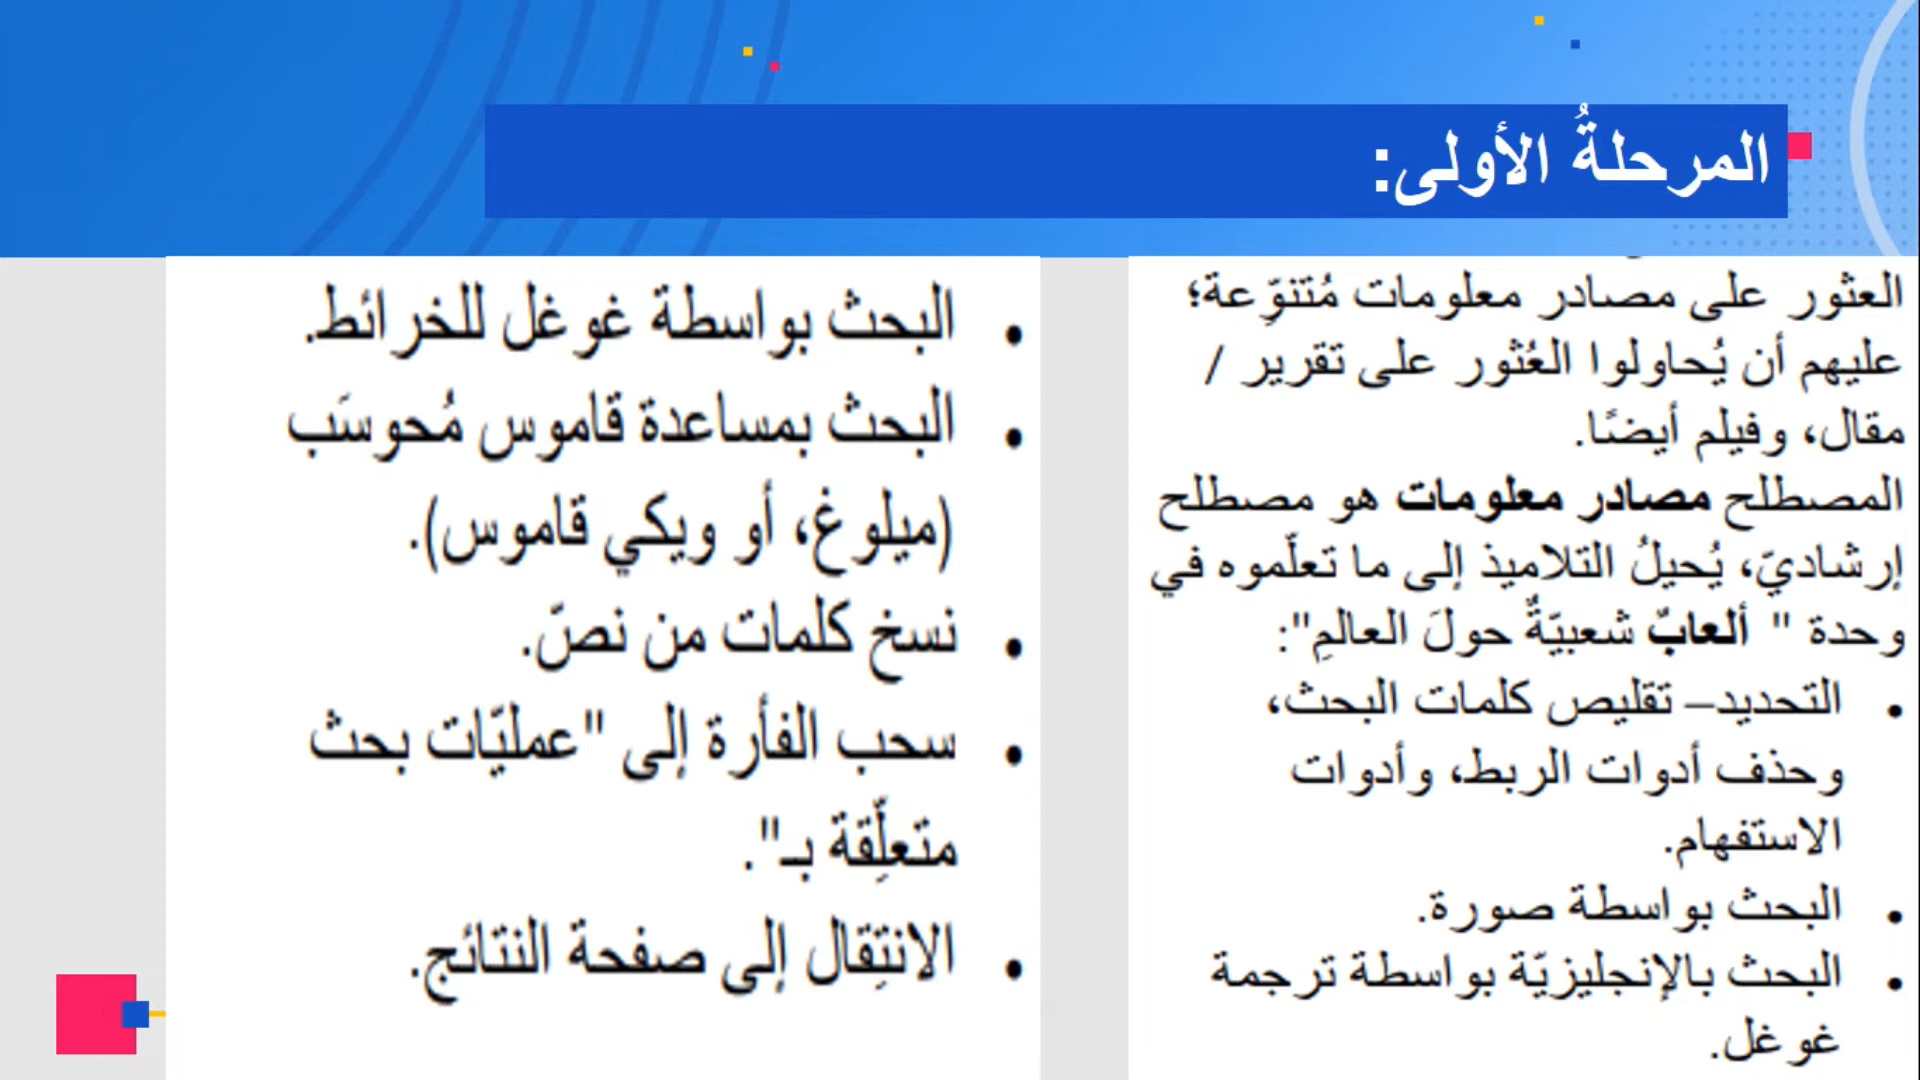 المرحلةُ الأولى:
العثور على مصادر معلومات مُتنوِّعة؛
عليهم أن يُحاولوا العُثور على تقرير /
مقال، وفيلم أيضًا.
المصطلح مصادر معلومات هو مصطلح
إرشاديّ، يُحيلُ التلاميذ إلى ما تعلّموه في
وحدة " ألعابٌ شعبيّةٌ حولَ العالمِ":
• التحديد– تقليص كلمات البحث،
وحذف أدوات الربط، وأدوات
الاستفهام.
• البحث بواسطة صورة.
• البحث بالإنجليزيّة بواسطة ترجمة
غوغل.
• البحث بواسطة غوغل للخرائط.
• البحث بمساعدة قاموس مُحوسَب
(ميلوغ، أو ويكي قاموس).
• نسخ كلمات من نصّ.
• سحب الفأرة إلى "عمليّات بحث
متعلِّقة بـ".
• الانتِقال إلى صفحة النتائج.